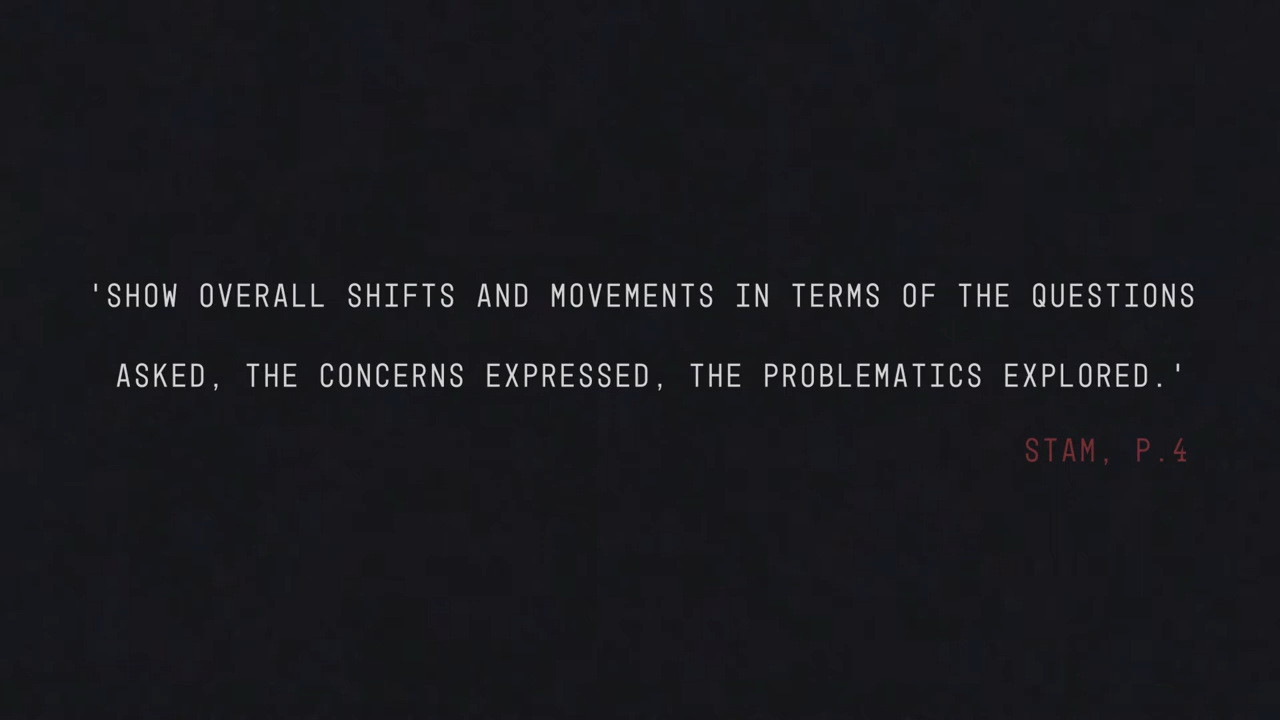 'SHOW OVERALL SHIFTS AND MOVEMENTS IN TERMS OF THE QUESTIONS
ASKED, THE CONCERNS EXPRESSED, THE PROBLEMATICS EXPLORED.'
STAM, P.4